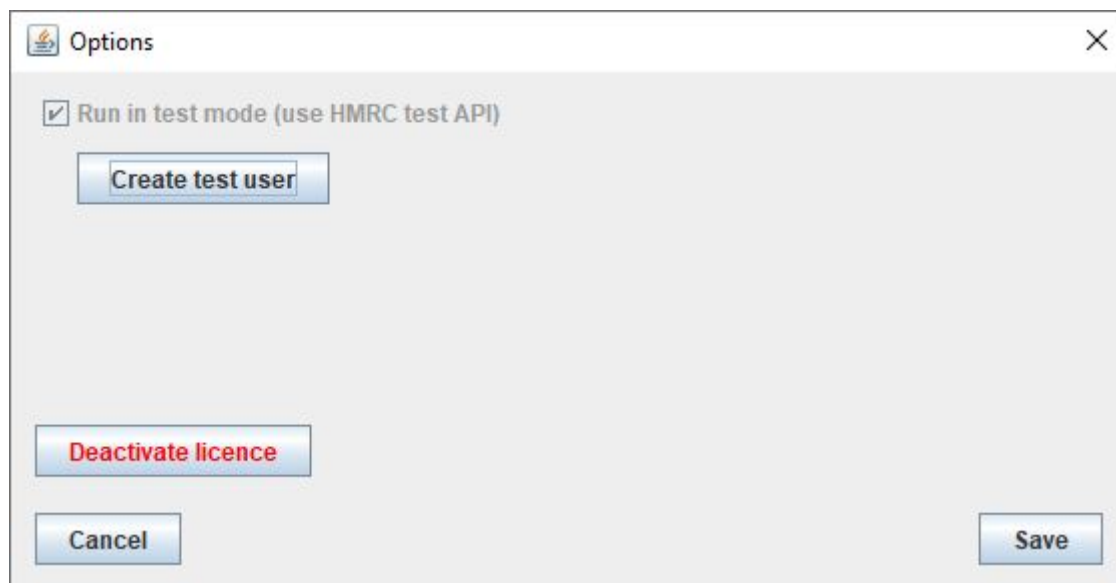 Options
Run in test mode (use HMRC test API)
Create test user
Deactivate licence
Cancel
Save